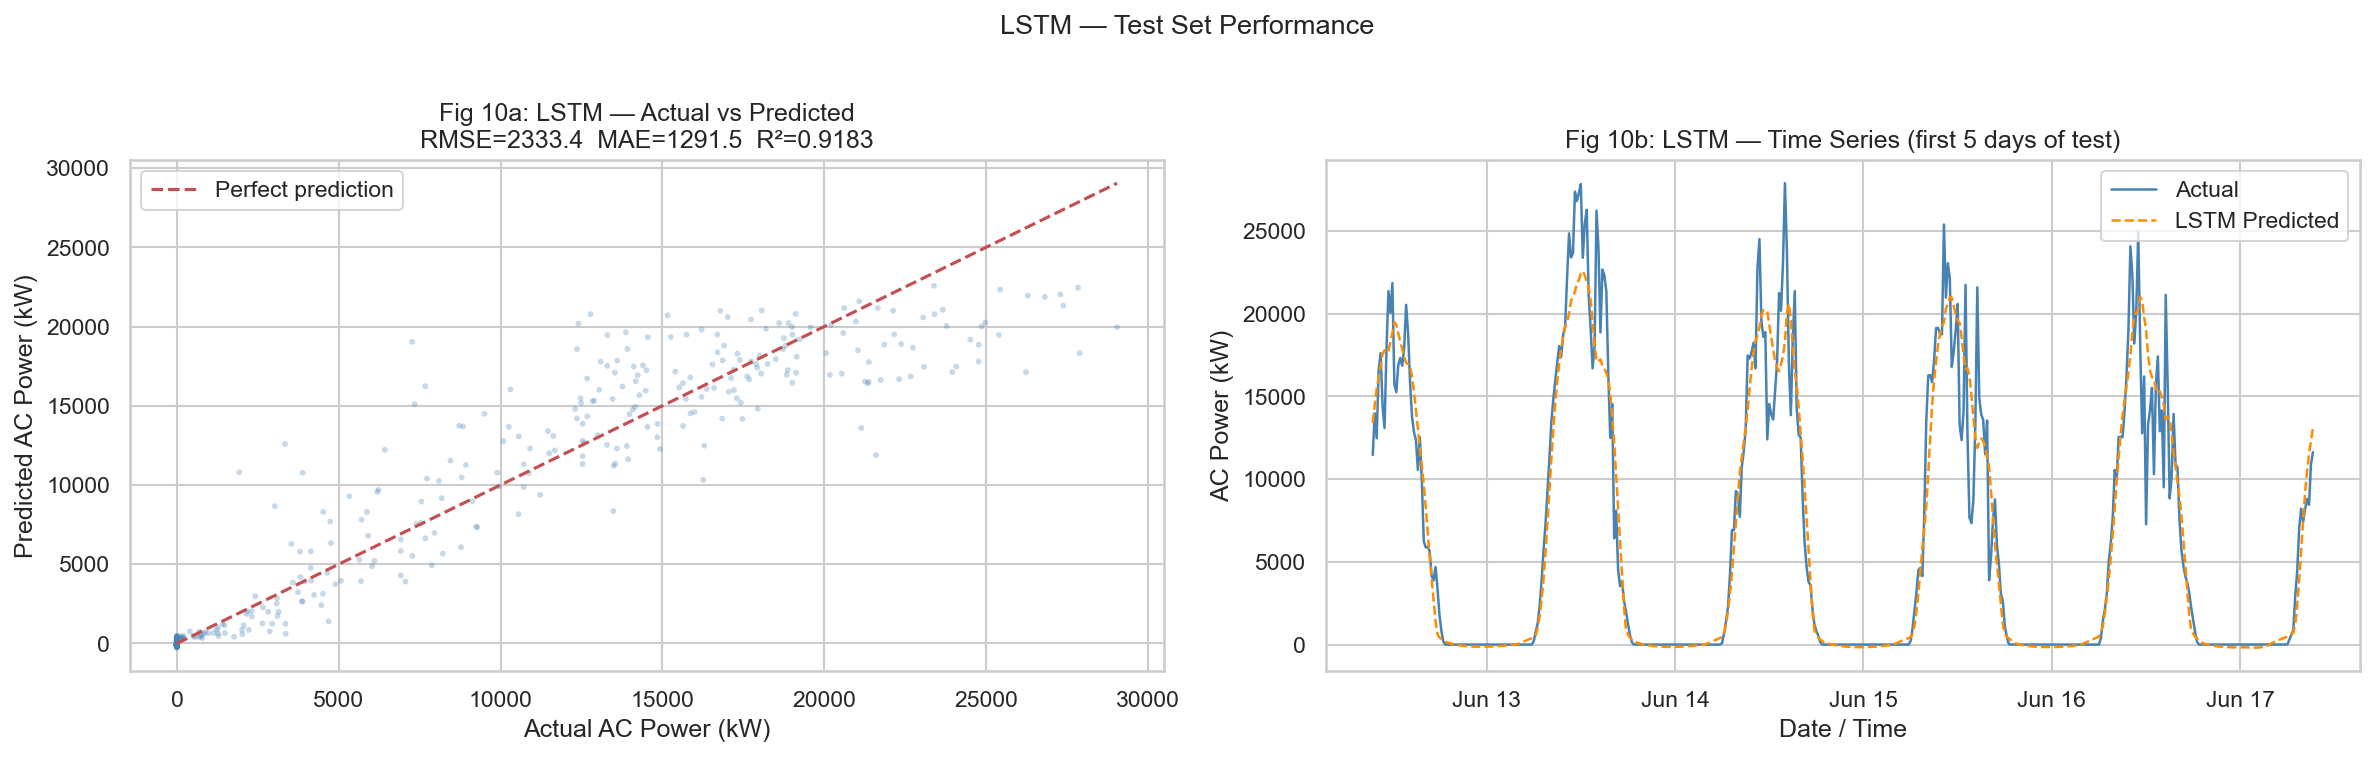 LSTM — Test Set Performance
Fig 10a: LSTM — Actual vs Predicted
RMSE=2333.4  MAE=1291.5  R²=0.9183
Perfect prediction
30000
25000
20000
15000
10000
5000
0
Predicted AC Power (kW)
0 5000 10000 15000 20000 25000 30000
Actual AC Power (kW)
Fig 10b: LSTM — Time Series (first 5 days of test)
Actual
LSTM Predicted
25000
20000
15000
10000
5000
0
AC Power (kW)
Jun 13 Jun 14 Jun 15 Jun 16 Jun 17
Date / Time